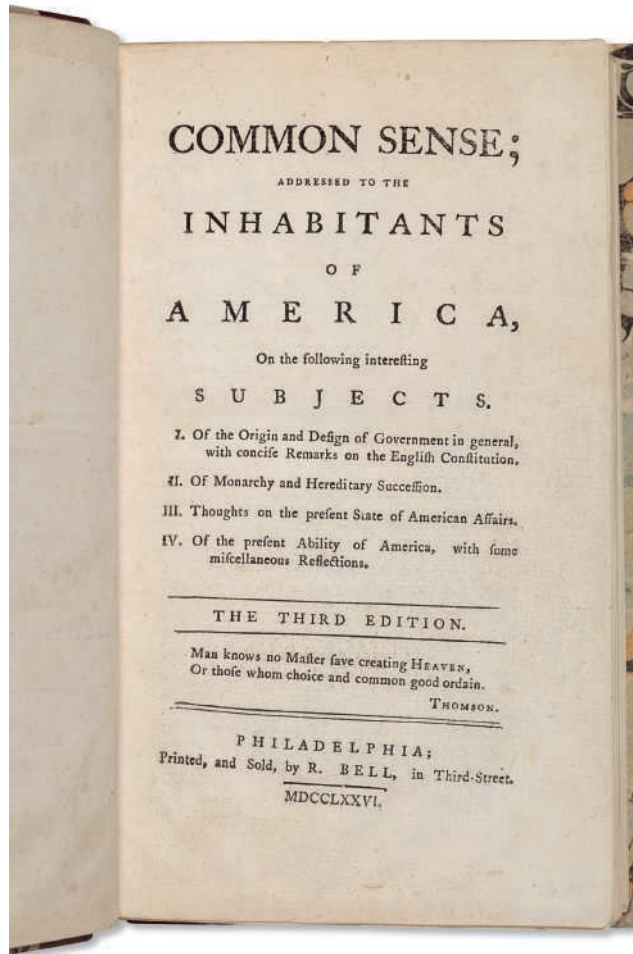 COMMON SENSE;
ADDRESSED TO THE
INHABITANTS
OF
AMERICA,
On the following intereſting
SUBJECTS.
I. Of the Origin and Deſign of Government in general,
with conciſe Remarks on the Engliſh Conſtitution.
II. Of Monarchy and Hereditary Succeſſion.
III. Thoughts on the preſent State of American Affairs.
IV. Of the preſent Ability of America, with ſome
miſcellaneous Reflections.
THE THIRD EDITION.
Man knows no Maſter ſave creating HEAVEN,
Or thoſe whom choice and common good ordain.
THOMSON.
PHILADELPHIA;
Printed, and Sold, by R. BELL, in Third-Street.
MDCCLXXVI.